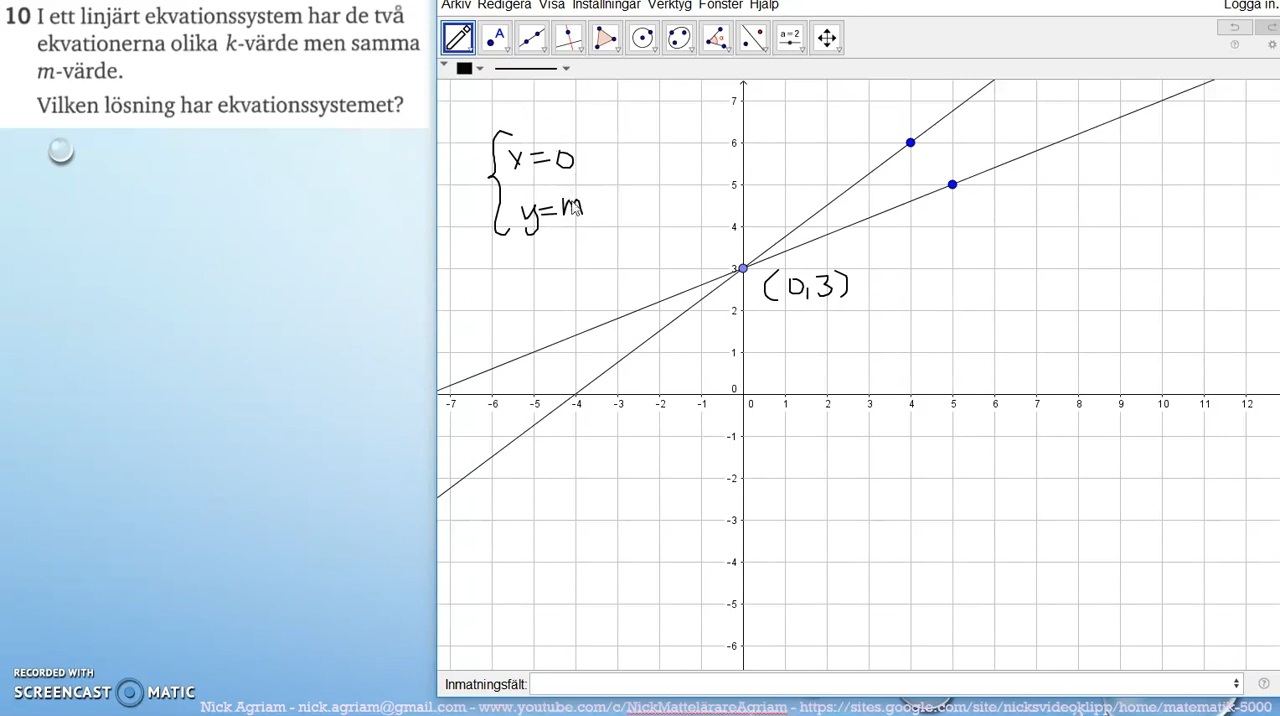 10 I ett linjärt ekvationssystem har de två
ekvationerna olika k-värde men samma
m-värde.
Vilken lösning har ekvationssystemet?
Arkiv Redigera Visa Inställningar Verktyg Fönster Hjälp
Logga in..
A
a=2
x=0
y=m
(0,3)
7
6
5
4
3
2
1
0
-7 -6 -5 -4 -3 -2 -1 0 1 2 3 4 5 6 7 8 9 10 11 12
-1
-2
-3
-4
-5
-6
Inmatningsfält:
RECORDED WITH
SCREENCAST MATIC
Nick Agriam - nick.agriam@gmail.com - www.youtube.com/c/NickMattelärareAgriam - https://sites.google.com/site/nicksvideoklipp/home/matematik-5000